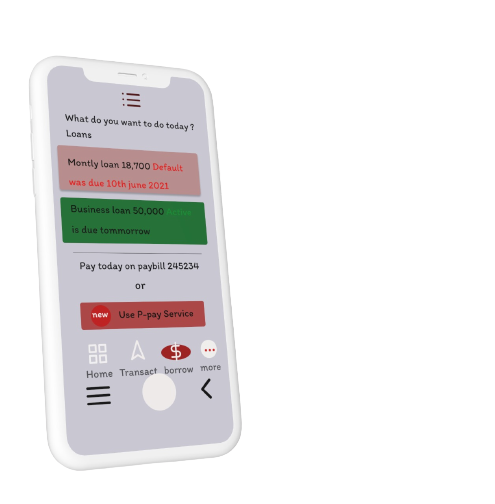 What do you want to do today ?
Loans
Montly loan 18,700 Default
was due 10th june 2021
Business loan 50,000 Active
is due tommorrow
Pay today on paybill 245234
or
new Use P-pay Service
Home Transact borrow more